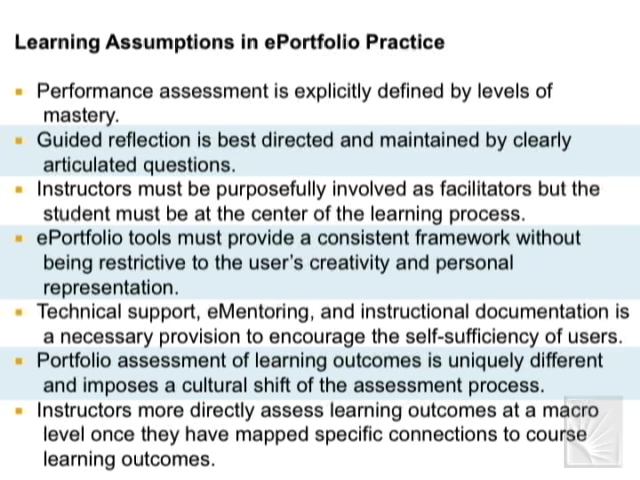 Learning Assumptions in ePortfolio Practice
Performance assessment is explicitly defined by levels of
mastery.
Guided reflection is best directed and maintained by clearly
articulated questions.
Instructors must be purposefully involved as facilitators but the
student must be at the center of the learning process.
ePortfolio tools must provide a consistent framework without
being restrictive to the user's creativity and personal
representation.
Technical support, eMentoring, and instructional documentation is
a necessary provision to encourage the self-sufficiency of users.
Portfolio assessment of learning outcomes is uniquely different
and imposes a cultural shift of the assessment process.
Instructors more directly assess learning outcomes at a macro
level once they have mapped specific connections to course
learning outcomes.